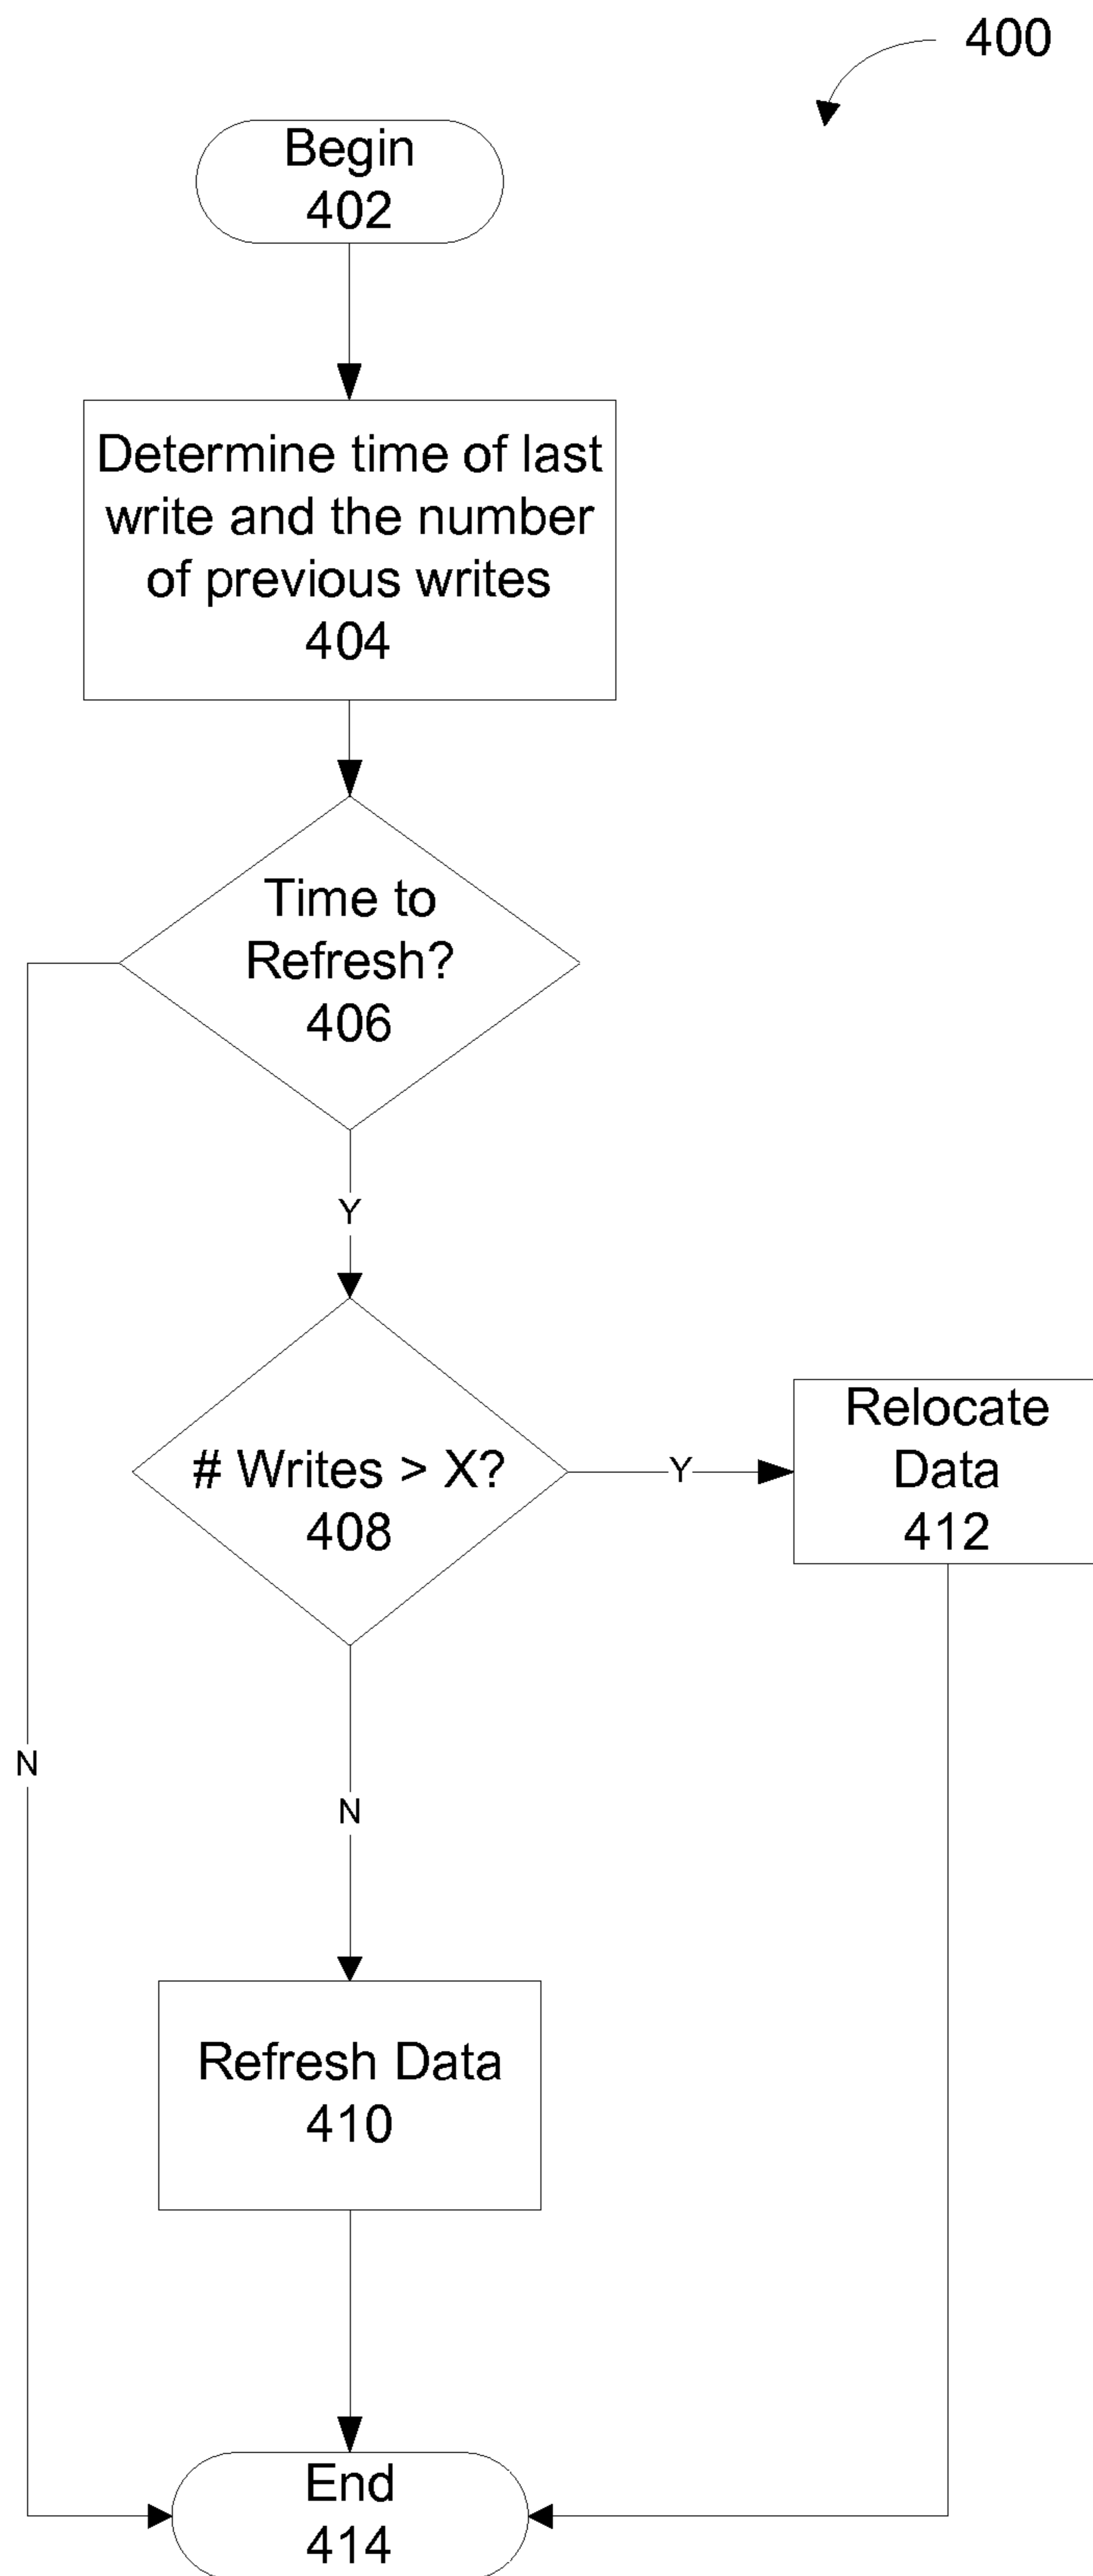 400
Begin
402
Determine time of last
write and the number
of previous writes
404
Time to
Refresh?
406
Y
# Writes > X?
408
Y
Relocate
Data
412
N
N
Refresh Data
410
End
414